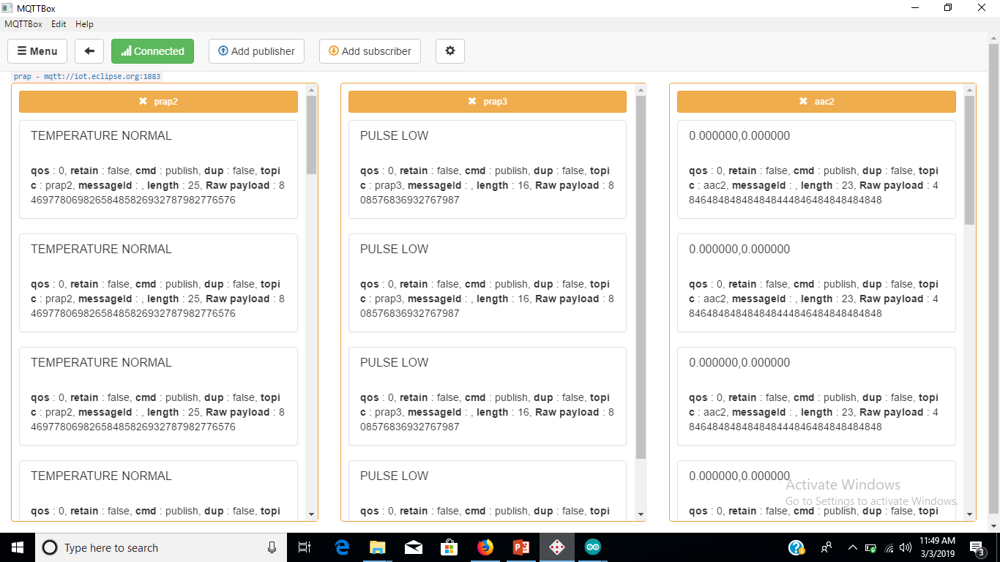 MQTTBox
MQTTBox Edit Help
Menu Connected Add publisher Add subscriber
prap - mqtt://iot.eclipse.org:1883
prap2
TEMPERATURE NORMAL
qos : 0, retain : false, cmd : publish, dup : false, topi
c : prap2, messageId : , length : 25, Raw payload : 8
469778069826584858269327879827765 76
TEMPERATURE NORMAL
qos : 0, retain : false, cmd : publish, dup : false, topi
c : prap2, messageId : , length : 25, Raw payload : 8
46977806982658485826932787982776576
TEMPERATURE NORMAL
qos : 0, retain : false, cmd : publish, dup : false, topi
c : prap2, messageId : , length : 25, Raw payload : 8
46977806982658485826932787982776576
TEMPERATURE NORMAL
qos : 0, retain : false, cmd : publish, dup : false, topi
prap3
PULSE LOW
qos : 0, retain : false, cmd : publish, dup : false, topi
c : prap3, messageId : , length : 16, Raw payload : 8
08576836932767987
PULSE LOW
qos : 0, retain : false, cmd : publish, dup : false, topi
c : prap3, messageId : , length : 16, Raw payload : 8
08576836932767987
PULSE LOW
qos : 0, retain : false, cmd : publish, dup : false, topi
c : prap3, messageId : , length : 16, Raw payload : 8
08576836932767987
PULSE LOW
qos : 0, retain : false, cmd : publish, dup : false, topi
aac2
0.000000,0.000000
qos : 0, retain : false, cmd : publish, dup : false, topi
c : aac2, messageId : , length : 23, Raw payload : 4
846484848484848444846484848484848
0.000000,0.000000
qos : 0, retain : false, cmd : publish, dup : false, topi
c : aac2, messageId : , length : 23, Raw payload : 4
846484848484848444846484848484848
0.000000,0.000000
qos : 0, retain : false, cmd : publish, dup : false, topi
c : aac2, messageId : , length : 23, Raw payload : 4
846484848484848444846484848484848
0.000000,0.000000
qos : 0, retain : false, cmd : publish, dup : false, topi
Activate Windows
Go to Settings to activate Windows.
Type here to search
11:49 AM
3/3/2019
3